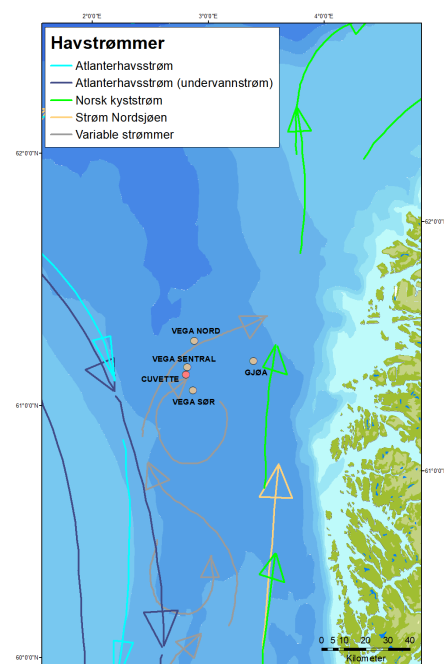 2°0'0"E 3°0'0"E 4°0'0"E
Havstrømmer
Atlanterhavsstrøm
Atlanterhavsstrøm (undervannstrøm)
Norsk kyststrøm
Strøm Nordsjøen
Variable strømmer
62°0'0"N
62°0'0"N
VEGA NORD
VEGA SENTRAL
GJØA
CUVETTE
VEGA SØR
61°0'0"N
61°0'0"N
0 5 10 20 30 40
Kilometer
60°0'0"N